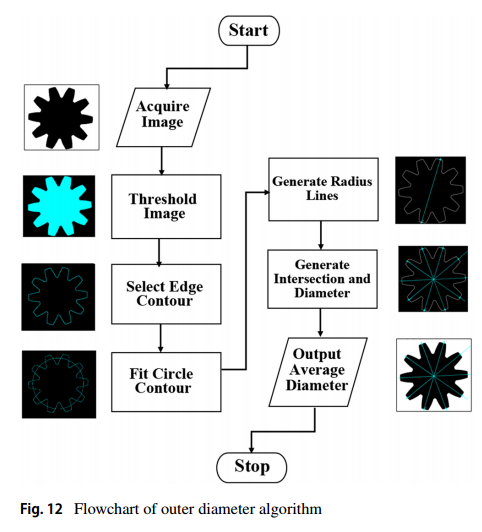 Start
Acquire
Image
Threshold
Image
Select Edge
Contour
Fit Circle
Contour
Generate Radius
Lines
Generate
Intersection and
Diameter
Output
Average
Diameter
Stop
Fig. 12 Flowchart of outer diameter algorithm